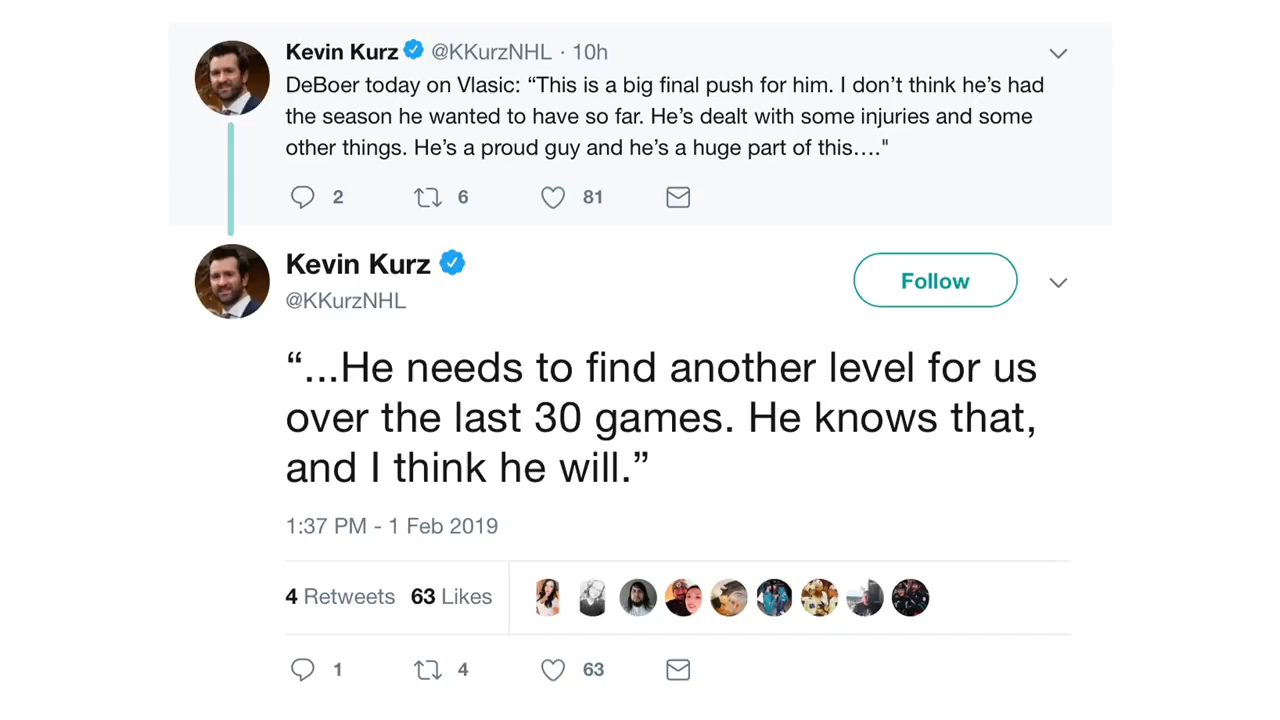 Kevin Kurz @KKurzNHL · 10h
DeBoer today on Vlasic: “This is a big final push for him. I don’t think he’s had
the season he wanted to have so far. He’s dealt with some injuries and some
other things. He’s a proud guy and he’s a huge part of this…."
2 6 81
Kevin Kurz
@KKurzNHL
Follow
“...He needs to find another level for us
over the last 30 games. He knows that,
and I think he will.”
1:37 PM - 1 Feb 2019
4 Retweets 63 Likes
1 4 63